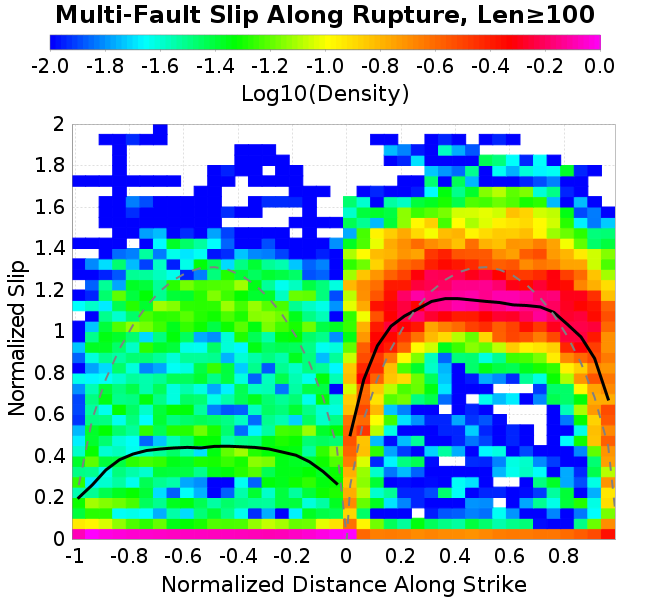 Multi-Fault Slip Along Rupture, Len≥100
-2.0 -1.8 -1.6 -1.4 -1.2 -1.0 -0.8 -0.6 -0.4 -0.2 0.0
Log10(Density)
2
1.8
1.6
1.4
1.2
1
0.8
0.6
0.4
0.2
0
Normalized Slip
-1 -0.8 -0.6 -0.4 -0.2 0 0.2 0.4 0.6 0.8
Normalized Distance Along Strike